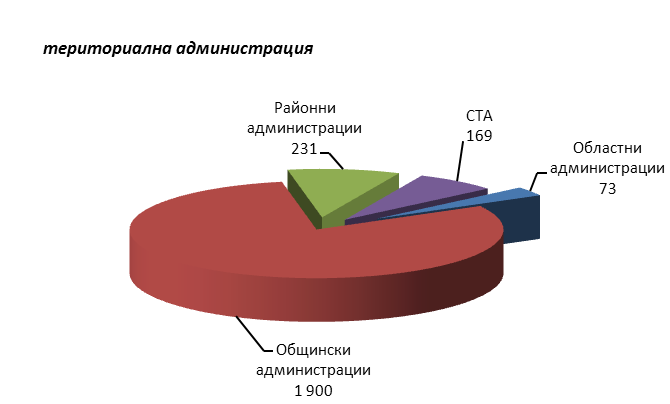 териториална администрация
Районни
администрации
231
СТА
169
Областни
администрации
73
Общински
администрации
1 900